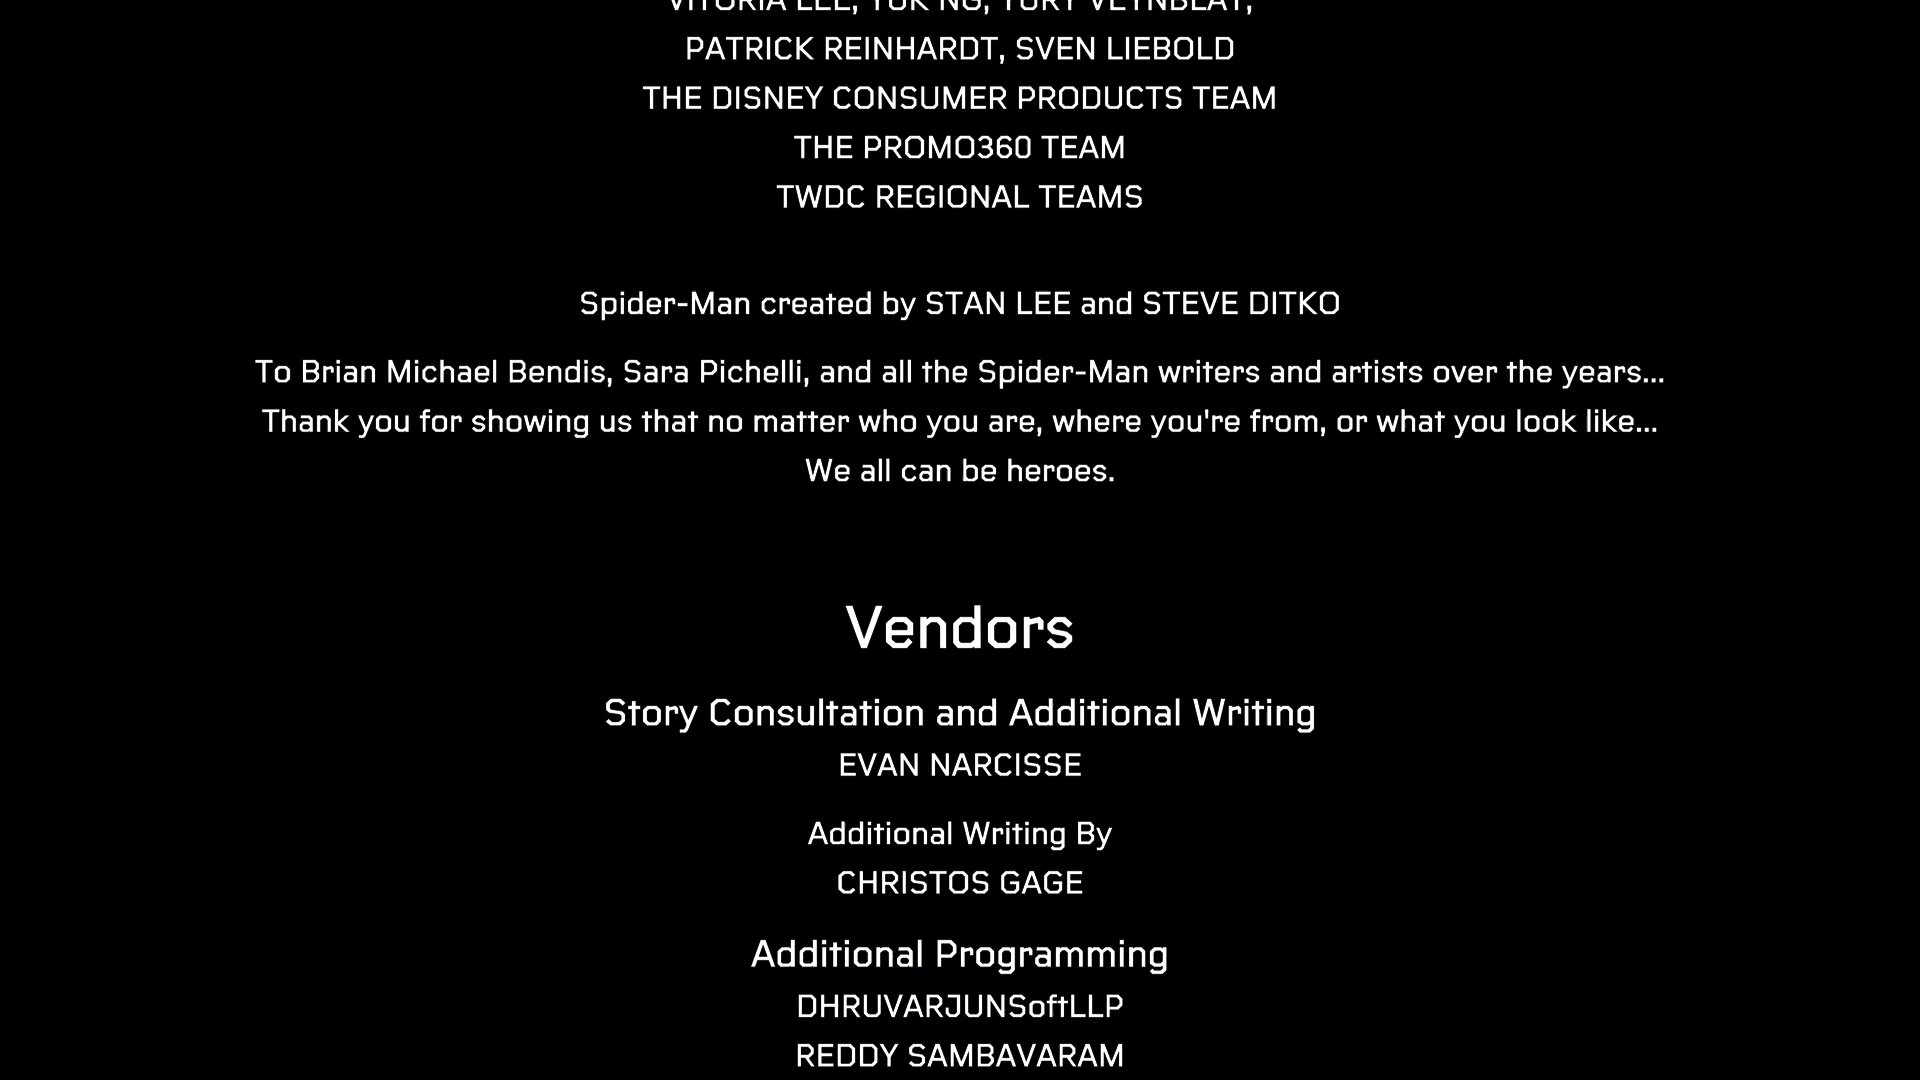 VITORIA LEE, YUK NG, YURY VEYNBLAT,
PATRICK REINHARDT, SVEN LIEBOLD
THE DISNEY CONSUMER PRODUCTS TEAM
THE PROMO360 TEAM
TWDC REGIONAL TEAMS
Spider-Man created by STAN LEE and STEVE DITKO
To Brian Michael Bendis, Sara Pichelli, and all the Spider-Man writers and artists over the years...
Thank you for showing us that no matter who you are, where you're from, or what you look like...
We all can be heroes.
Vendors
Story Consultation and Additional Writing
EVAN NARCISSE
Additional Writing By
CHRISTOS GAGE
Additional Programming
DHRUVARJUNSoftLLP
REDDY SAMBAVARAM